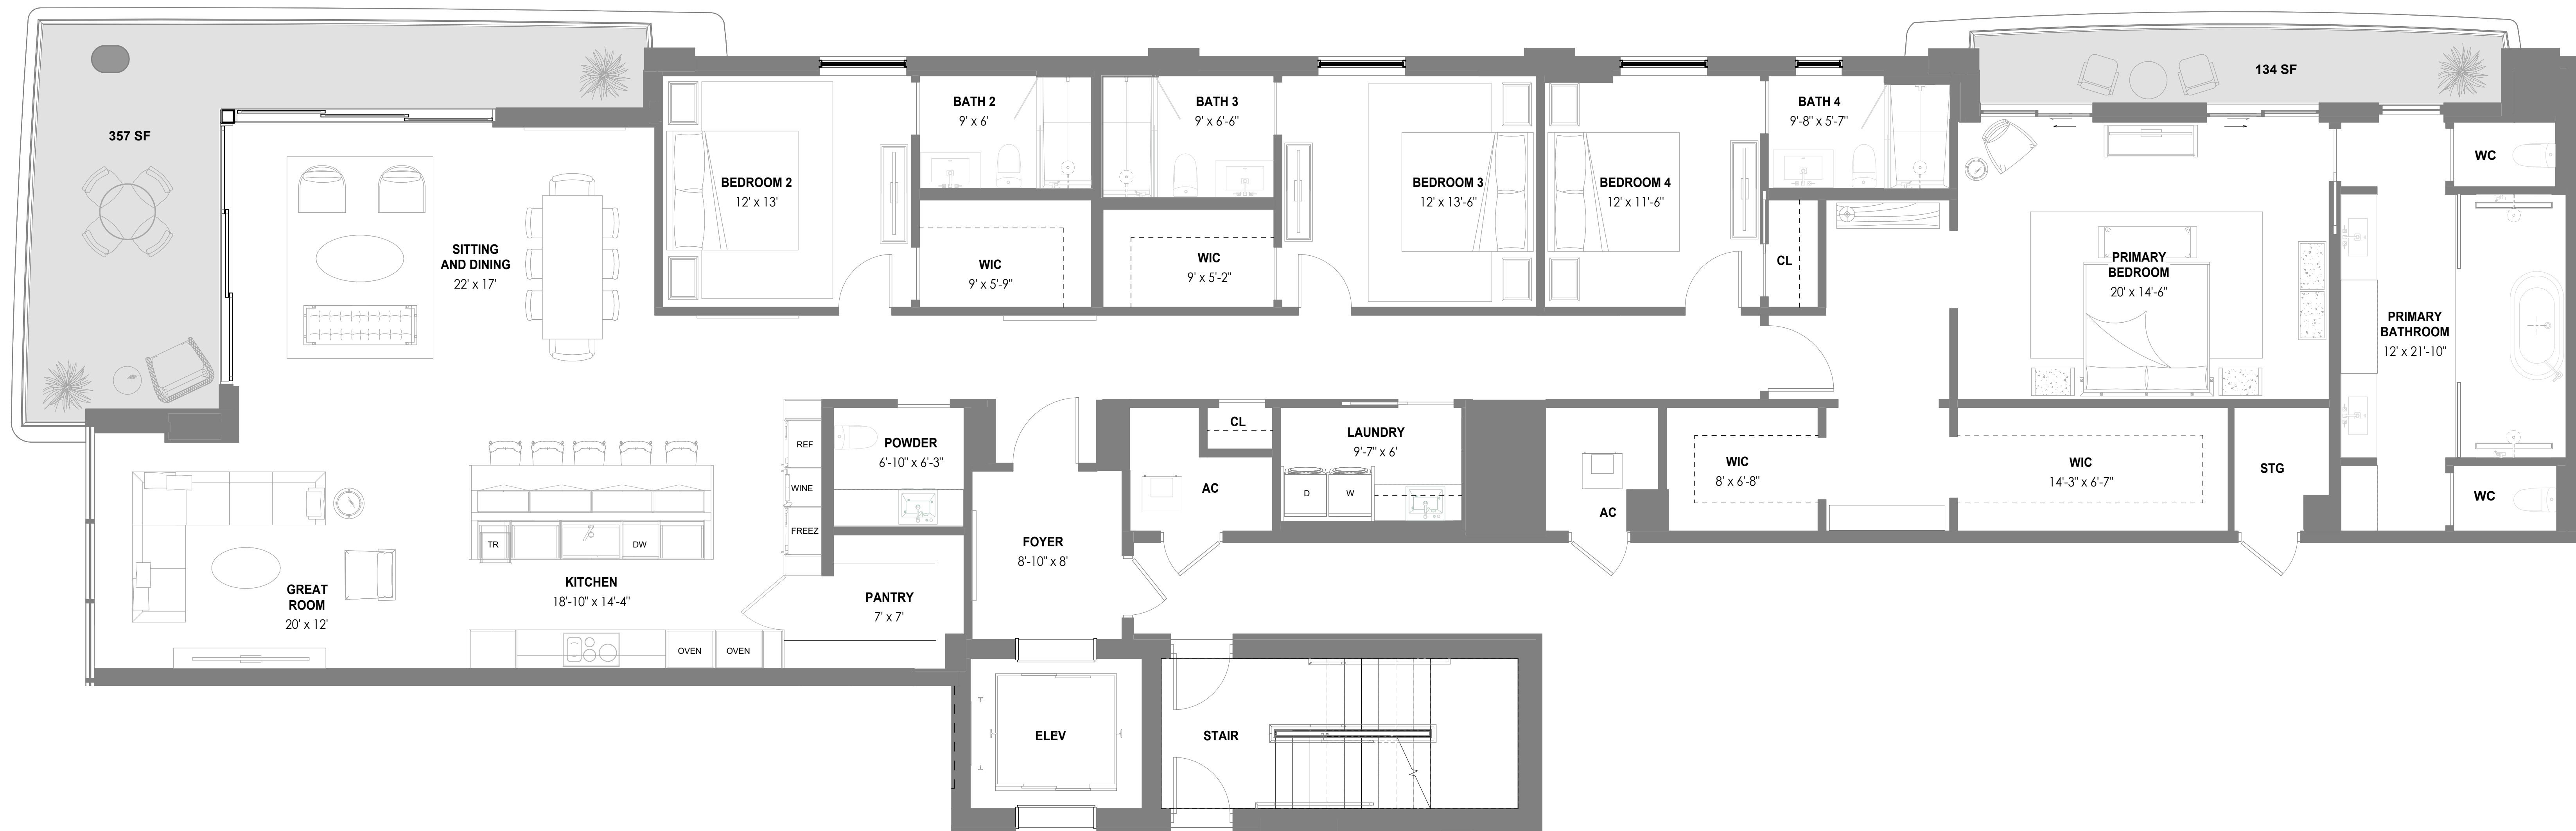 357 SF
SITTING
AND DINING
22' x 17'
BEDROOM 2
12' x 13'
BATH 2
9' x 6'
WIC
9' x 5'-9"
BATH 3
9' x 6'-6"
WIC
9' x 5'-2"
BEDROOM 3
12' x 13'-6"
BEDROOM 4
12' x 11'-6"
BATH 4
9'-8" x 5'-7"
CL
134 SF
PRIMARY
BEDROOM
20' x 14'-6"
WC
PRIMARY
BATHROOM
12' x 21'-10"
WC
GREAT
ROOM
20' x 12'
TR
DW
KITCHEN
18'-10" x 14'-4"
OVEN
OVEN
REF
WINE
FREEZ
POWDER
6'-10" x 6'-3"
PANTRY
7' x 7'
FOYER
8'-10" x 8'
AC
CL
LAUNDRY
9'-7" x 6'
D
W
AC
WIC
8' x 6'-8"
WIC
14'-3" x 6'-7"
STG
ELEV
STAIR